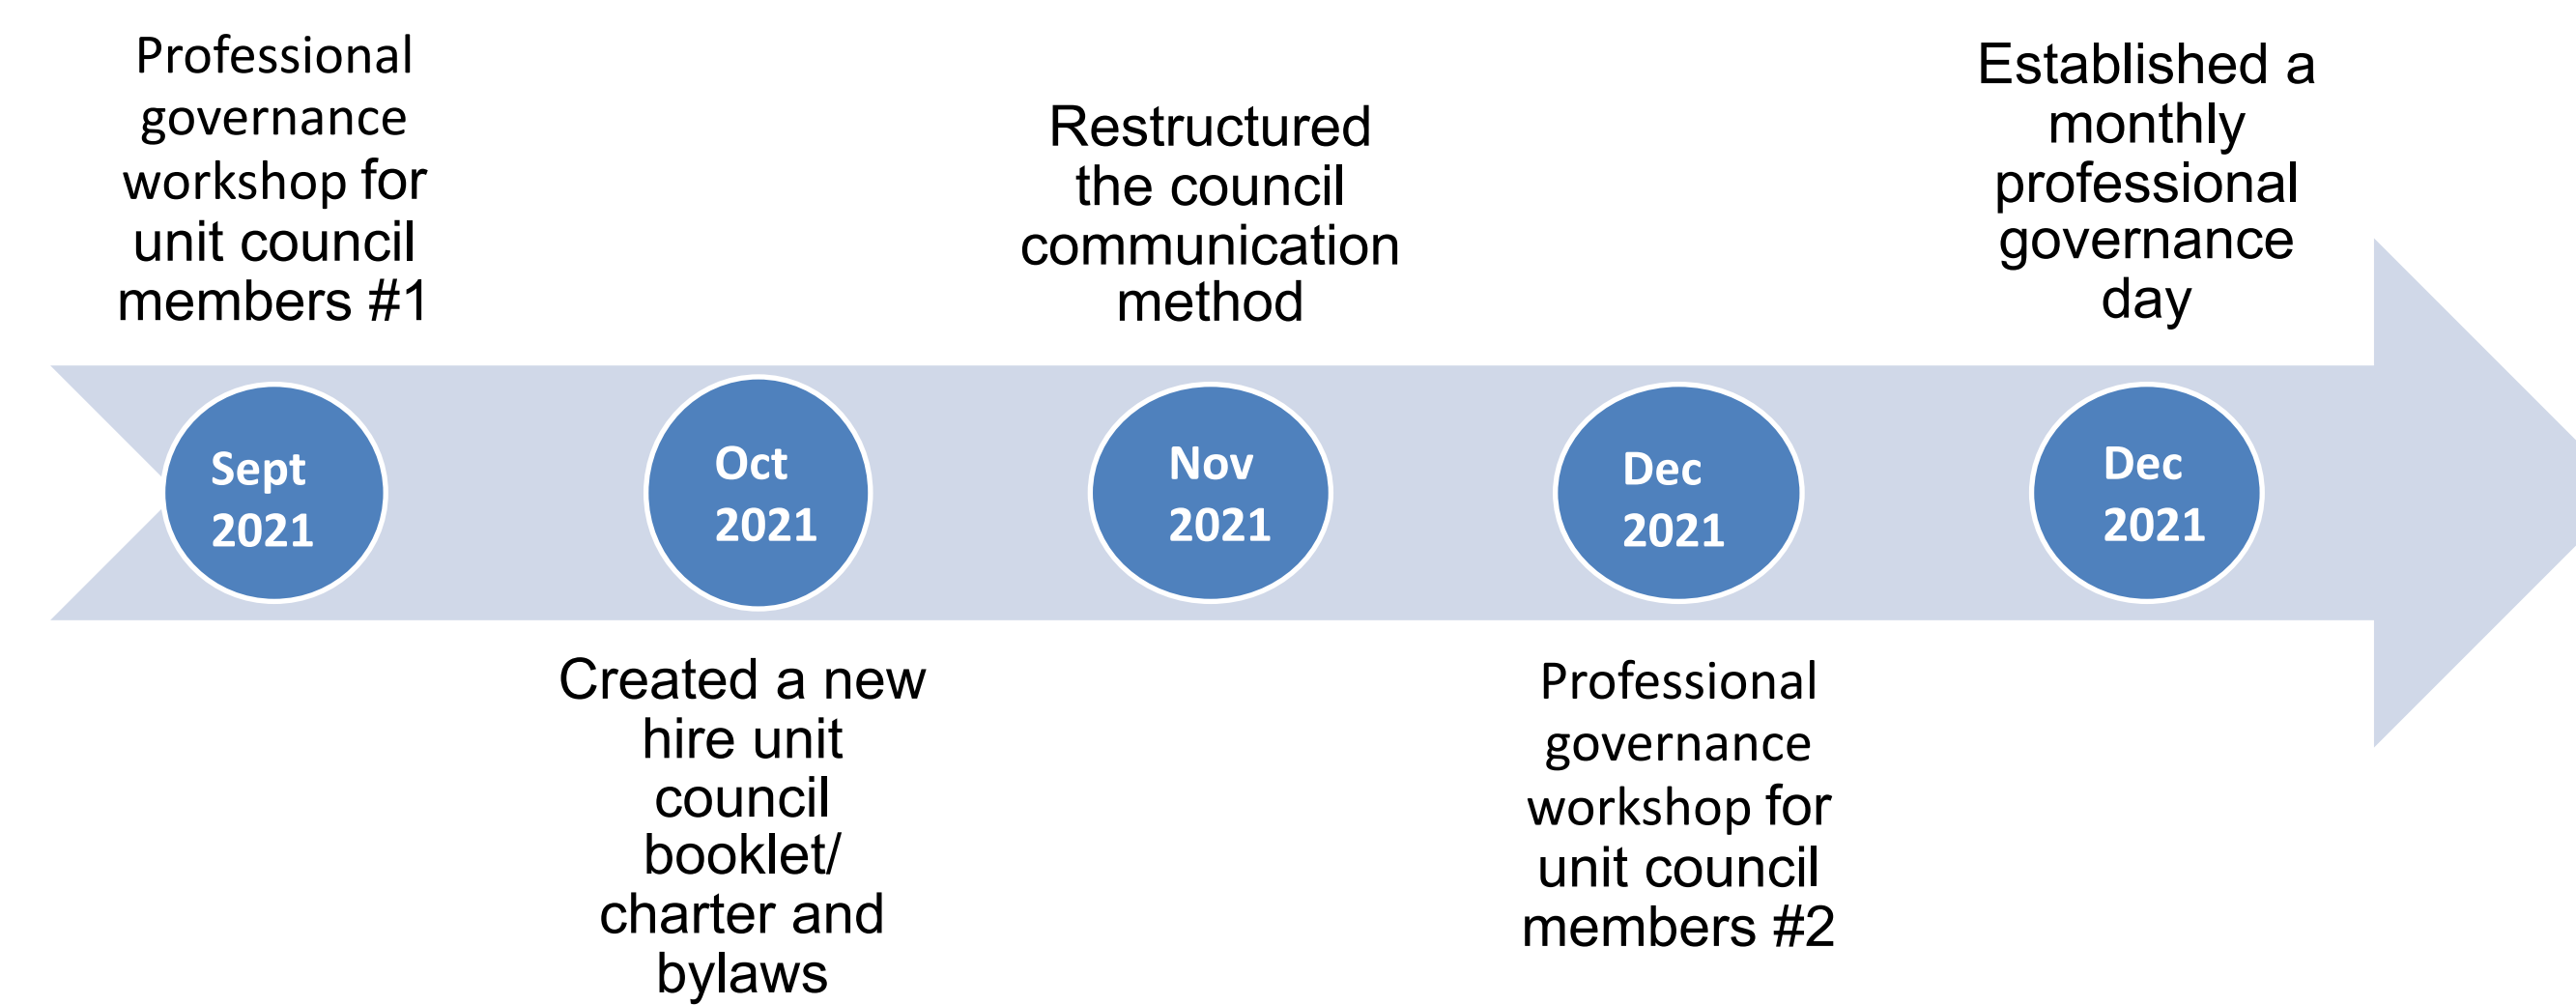 Professional
governance
workshop for
unit council
members #1
Sept
2021
Oct
2021
Created a new
hire unit
council
booklet/
charter and
bylaws
Restructured
the council
communication
method
Nov
2021
Dec
2021
Professional
governance
workshop for
unit council
members #2
Established a
monthly
professional
governance
day
Dec
2021